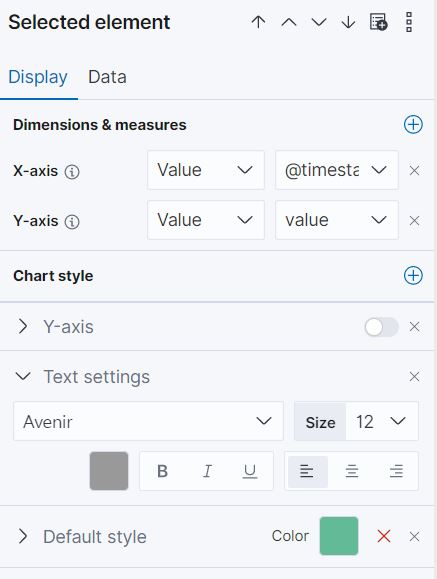 Selected element
Display Data
Dimensions & measures
X-axis Value @timesta
Y-axis Value value
Chart style
Y-axis
Text settings
Avenir Size 12
B I U
Default style Color